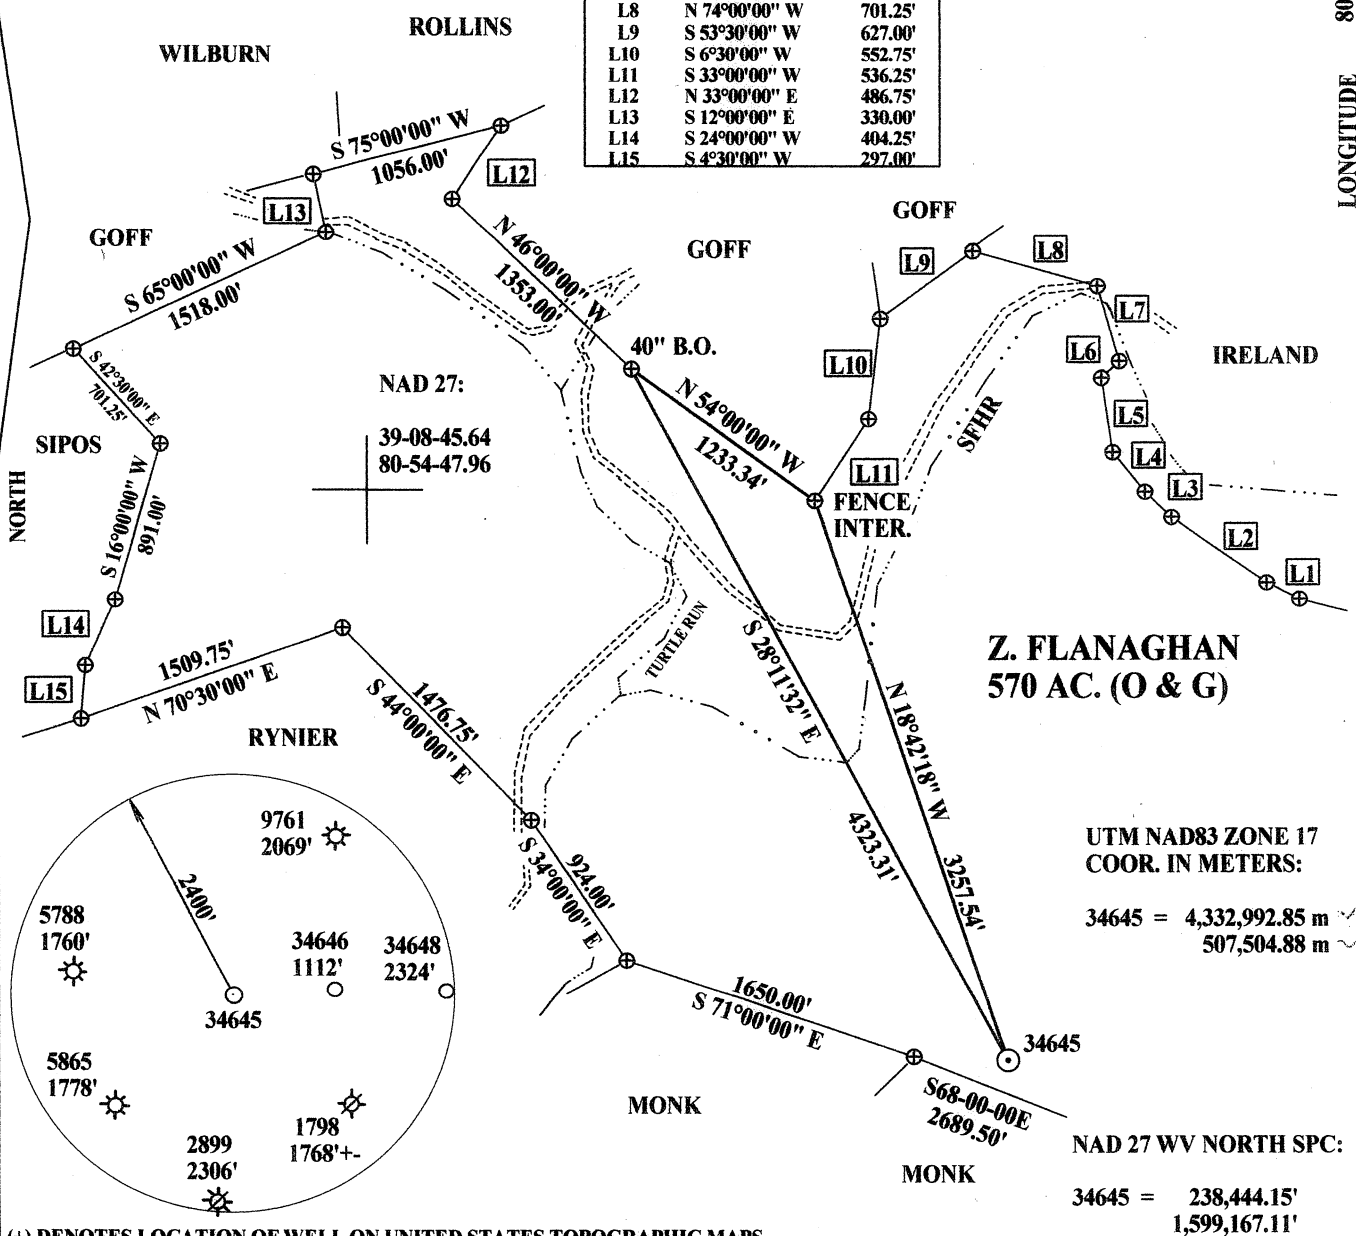 ROLLINS
WILBURN
L8 N 74°00'00" W 701.25'
L9 S 53°30'00" W 627.00'
L10 S 6°30'00" W 552.75'
L11 S 33°00'00" W 536.25'
L12 N 33°00'00" E 486.75'
L13 S 12°00'00" E 330.00'
L14 S 24°00'00" W 404.25'
L15 S 4°30'00" W 297.00'
80
LONGITUDE
S 75°00'00" W
1056.00'
L12
L13
GOFF
S 65°00'00" W
1518.00'
N 46°00'00" W
1353.00'
GOFF
GOFF
L9
L8
L7
L6
L10
L5
L4
L3
L2
L1
IRELAND
40" B.O.
N 54°00'00" W
1233.34'
L11
FENCE
INTER.
SFHR
NAD 27:
39-08-45.64
80-54-47.96
S 42°30'00" E
701.25'
SIPOS
NORTH
S 16°00'00" W
891.00'
L14
L15
1509.75'
N 70°30'00" E
RYNIER
1476.75'
S 44°00'00" E
TURTLE RUN
S 28°11'32" E
4323.31'
N 18°42'18" W
3257.54'
Z. FLANAGHAN
570 AC. (O & G)
924.00'
S 34°00'00" E
1650.00'
S 71°00'00" E
UTM NAD83 ZONE 17
COOR. IN METERS:
34645 = 4,332,992.85 m
507,504.88 m
9761
2069'
2400'
5788
1760'
34646
1112'
34648
2324'
34645
5865
1778'
1798
1768'+-
2899
2306'
34645
S68-00-00E
2689.50'
MONK
MONK
NAD 27 WV NORTH SPC:
34645 = 238,444.15'
1,599,167.11'
(+) DENOTES LOCATION OF WELL ON UNITED STATES TOPOGRAPHIC MAPS